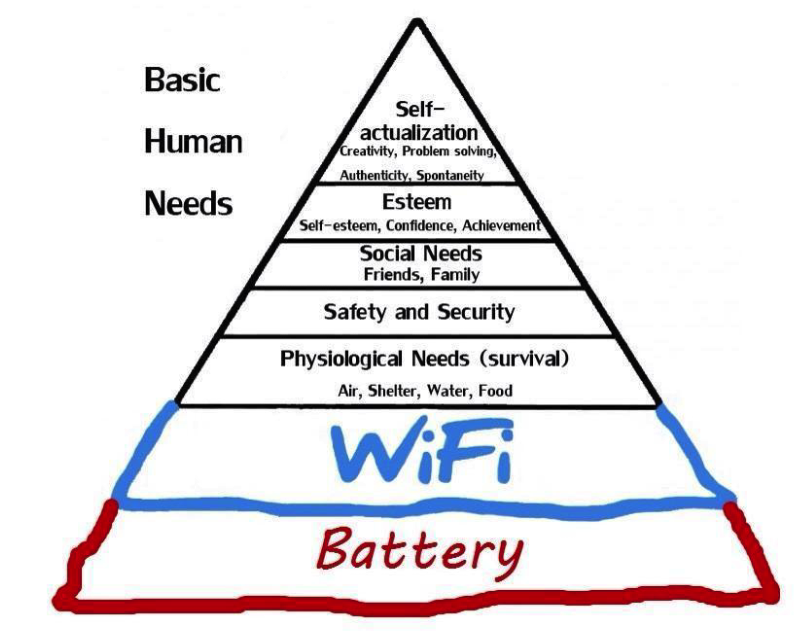 Basic
Human
Needs
Self-
actualization
Creativity, Problem solving,
Authenticity, Spontaneity
Esteem
Self-esteem, Confidence, Achievement
Social Needs
Friends, Family
Safety and Security
Physiological Needs (survival)
Air, Shelter, Water, Food
WiFi
Battery